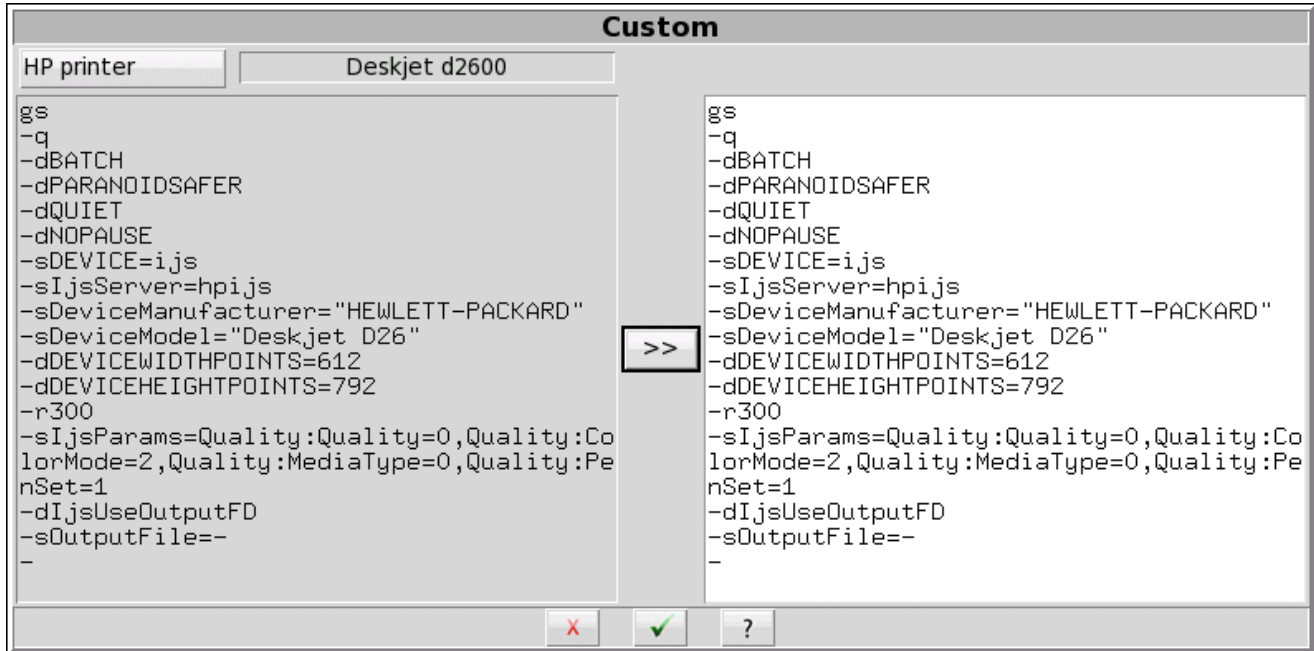 Custom
HP printer
Deskjet d2600
gs
-q
-dBATCH
-dPARANOIDSAFER
-dQUIET
-dNOPAUSE
-sDEVICE=ijs
-sIjsServer=hpijs
-sDeviceManufacturer="HEWLETT-PACKARD"
-sDeviceModel="Deskjet D26"
-dDEVICEWIDTHPOINTS=612
-dDEVICEHEIGHTPOINTS=792
-r300
-sIjsParams=Quality:Quality=0,Quality:Co
lorMode=2,Quality:MediaType=0,Quality:Pe
nSet=1
-dIjsUseOutputFD
-sOutputFile=-
-
>>
gs
-q
-dBATCH
-dPARANOIDSAFER
-dQUIET
-dNOPAUSE
-sDEVICE=ijs
-sIjsServer=hpijs
-sDeviceManufacturer="HEWLETT-PACKARD"
-sDeviceModel="Deskjet D26"
-dDEVICEWIDTHPOINTS=612
-dDEVICEHEIGHTPOINTS=792
-r300
-sIjsParams=Quality:Quality=0,Quality:Co
lorMode=2,Quality:MediaType=0,Quality:Pe
nSet=1
-dIjsUseOutputFD
-sOutputFile=-
-
X
✓
?